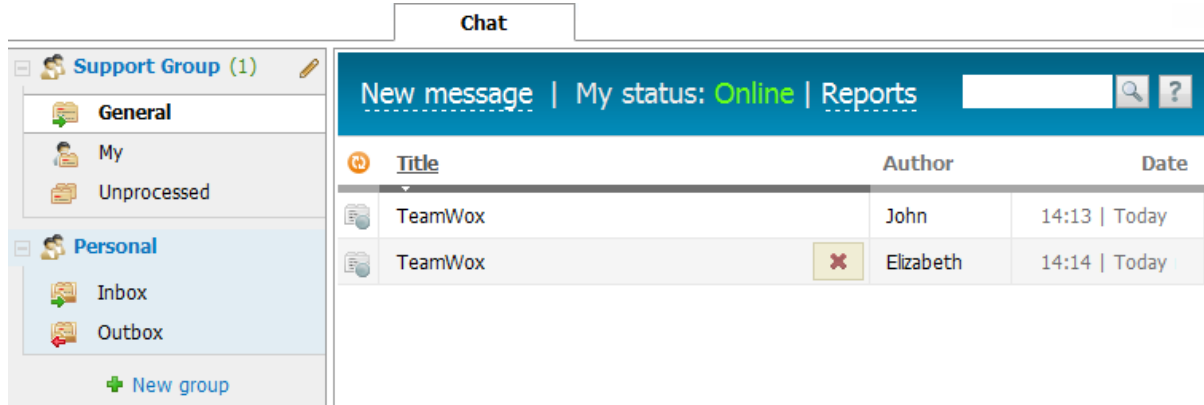 Chat
Support Group (1)
General
My
Unprocessed
Personal
Inbox
Outbox
New group
New message | My status: Online | Reports
?
Title Author Date
TeamWox John 14:13 | Today
TeamWox Elizabeth 14:14 | Today